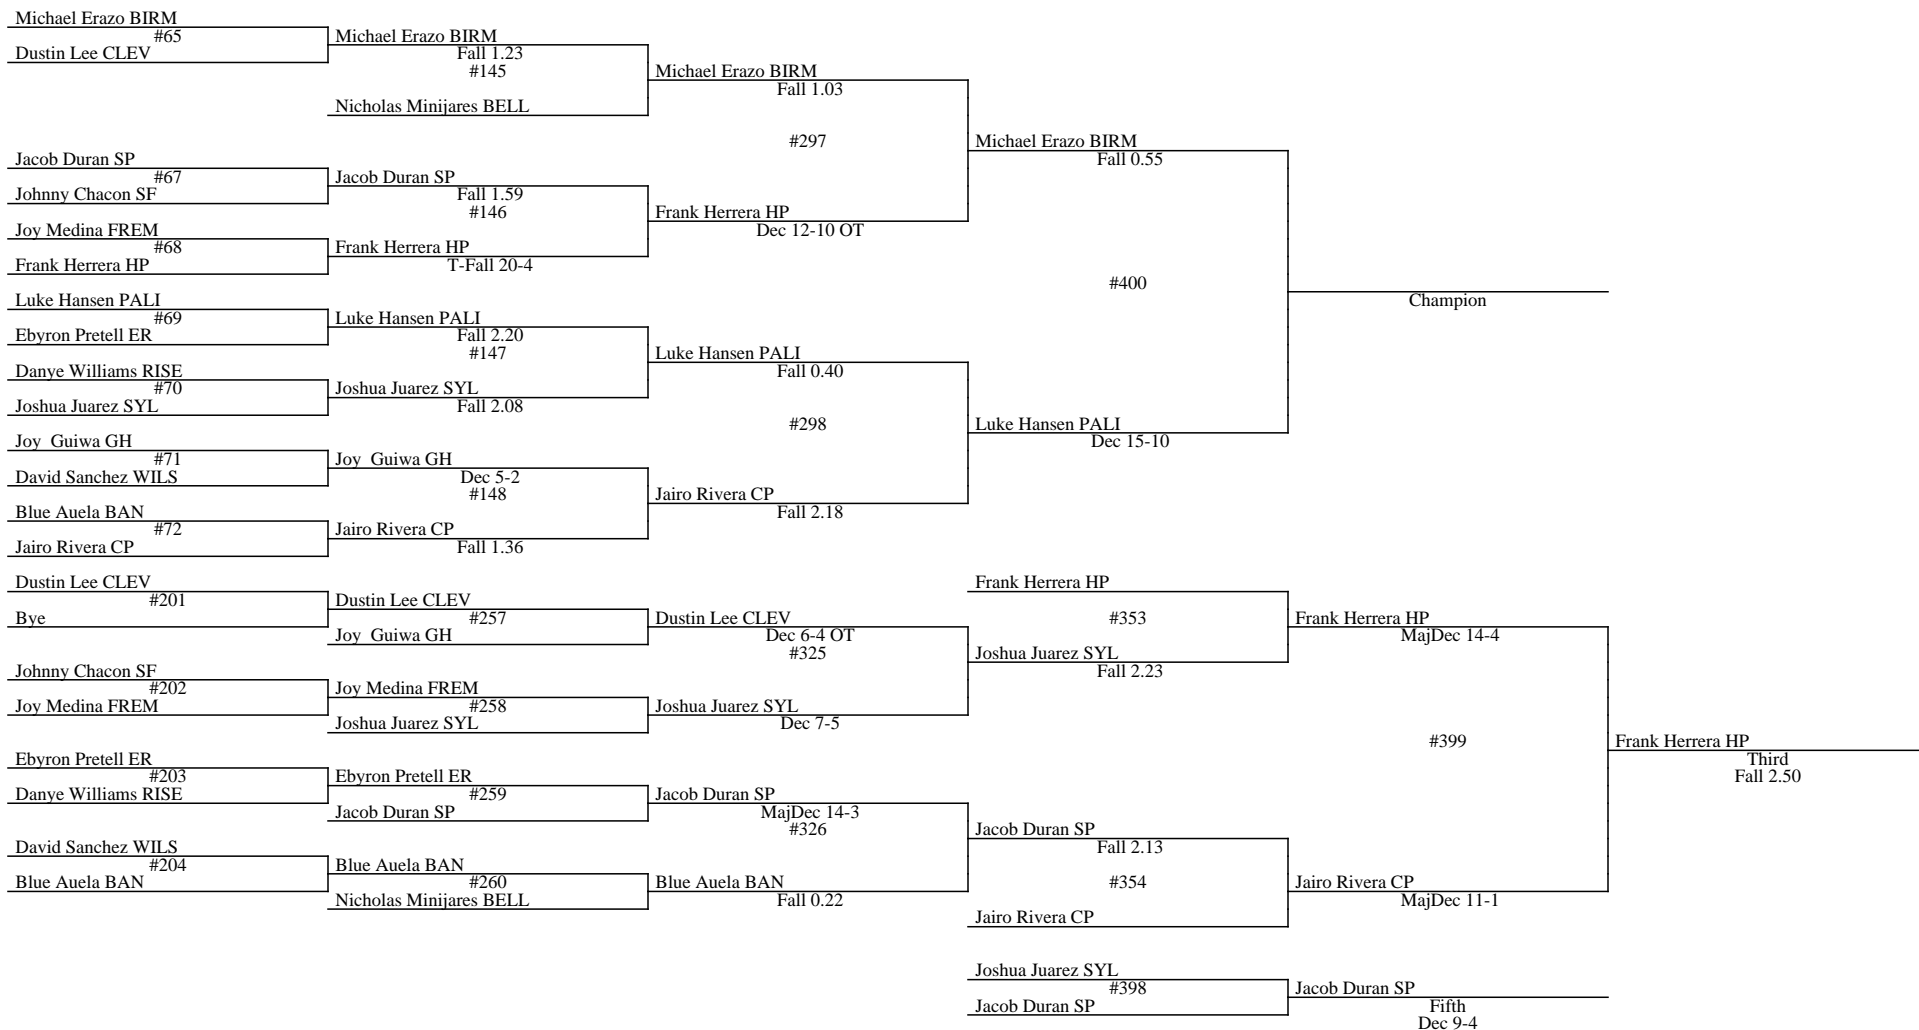 Michael Erazo BIRM
#65
Dustin Lee CLEV
Michael Erazo BIRM
Fall 1.23
#145
Nicholas Minijares BELL
Michael Erazo BIRM
Fall 1.03
#297
Jacob Duran SP
#67
Johnny Chacon SF
Jacob Duran SP
Fall 1.59
#146
Joy Medina FREM
#68
Frank Herrera HP
Frank Herrera HP
T-Fall 20-4
Frank Herrera HP
Dec 12-10 OT
Michael Erazo BIRM
Fall 0.55
#400
Champion
Luke Hansen PALI
#69
Ebyron Pretell ER
Luke Hansen PALI
Fall 2.20
#147
Danye Williams RISE
#70
Joshua Juarez SYL
Joshua Juarez SYL
Fall 2.08
Luke Hansen PALI
Fall 0.40
#298
Luke Hansen PALI
Dec 15-10
Joy Guiwa GH
#71
David Sanchez WILS
Joy Guiwa GH
Dec 5-2
#148
Blue Auela BAN
#72
Jairo Rivera CP
Jairo Rivera CP
Fall 1.36
Jairo Rivera CP
Fall 2.18
Dustin Lee CLEV
#201
Bye
Dustin Lee CLEV
#257
Joy Guiwa GH
Dustin Lee CLEV
Dec 6-4 OT
#325
Johnny Chacon SF
#202
Joy Medina FREM
Joy Medina FREM
#258
Joshua Juarez SYL
Joshua Juarez SYL
Dec 7-5
Frank Herrera HP
#353
Joshua Juarez SYL
Fall 2.23
Frank Herrera HP
MajDec 14-4
#399
Frank Herrera HP
Third
Fall 2.50
Ebyron Pretell ER
#203
Danye Williams RISE
Ebyron Pretell ER
#259
Jacob Duran SP
Jacob Duran SP
MajDec 14-3
#326
David Sanchez WILS
#204
Blue Auela BAN
Blue Auela BAN
#260
Nicholas Minijares BELL
Blue Auela BAN
Fall 0.22
Jacob Duran SP
Fall 2.13
#354
Jairo Rivera CP
Jairo Rivera CP
MajDec 11-1
Joshua Juarez SYL
#398
Jacob Duran SP
Jacob Duran SP
Fifth
Dec 9-4